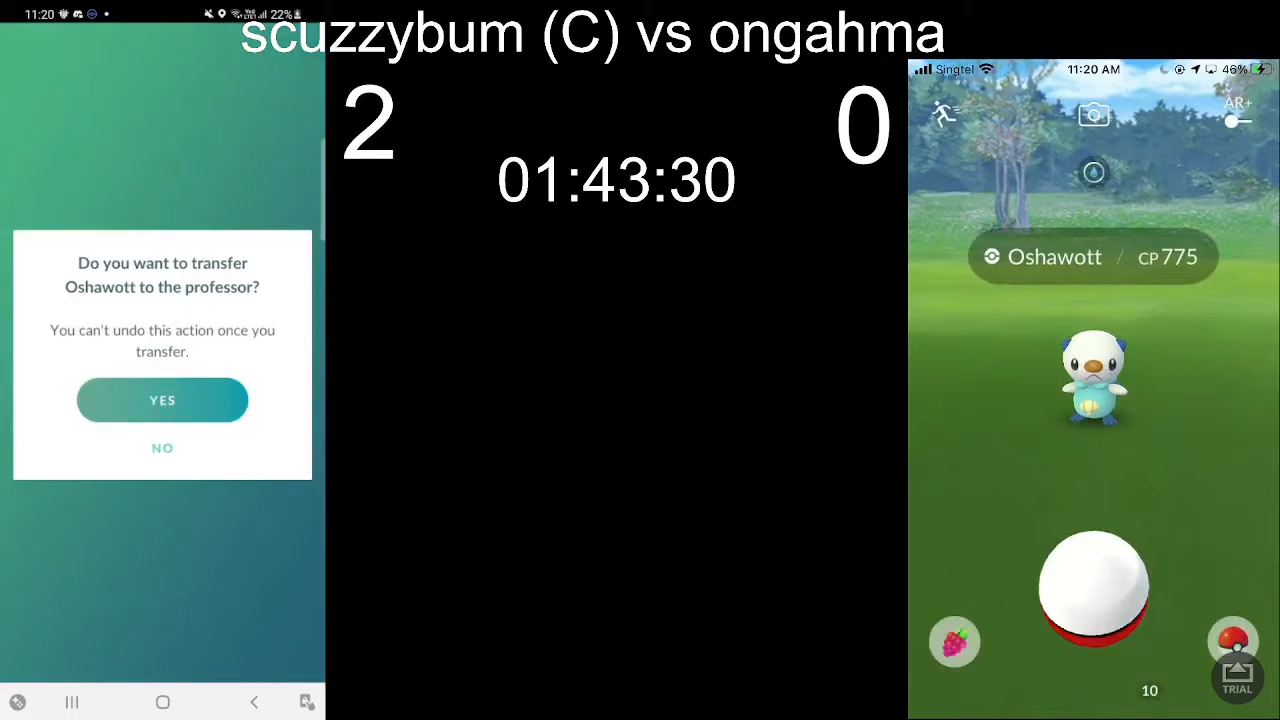 11:20
22%
scuzzybum (C) vs ongahma
2
0
01:43:30
Do you want to transfer
Oshawott to the professor?
You can't undo this action once you
transfer.
YES
NO
Singtel
11:20 AM
46%
AR+
Oshawott / CP775
10
TRIAL